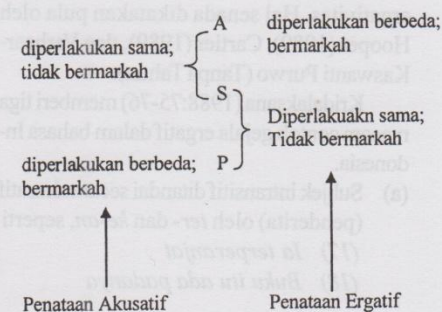 A diperlakukan berbeda;
bermarkah
diperlakukan sama;
tidak bermarkah
S
Diperlakuakn sama;
Tidak bermarkah
diperlakukan berbeda; P
bermarkah
Penataan Akusatif Penataan Ergatif